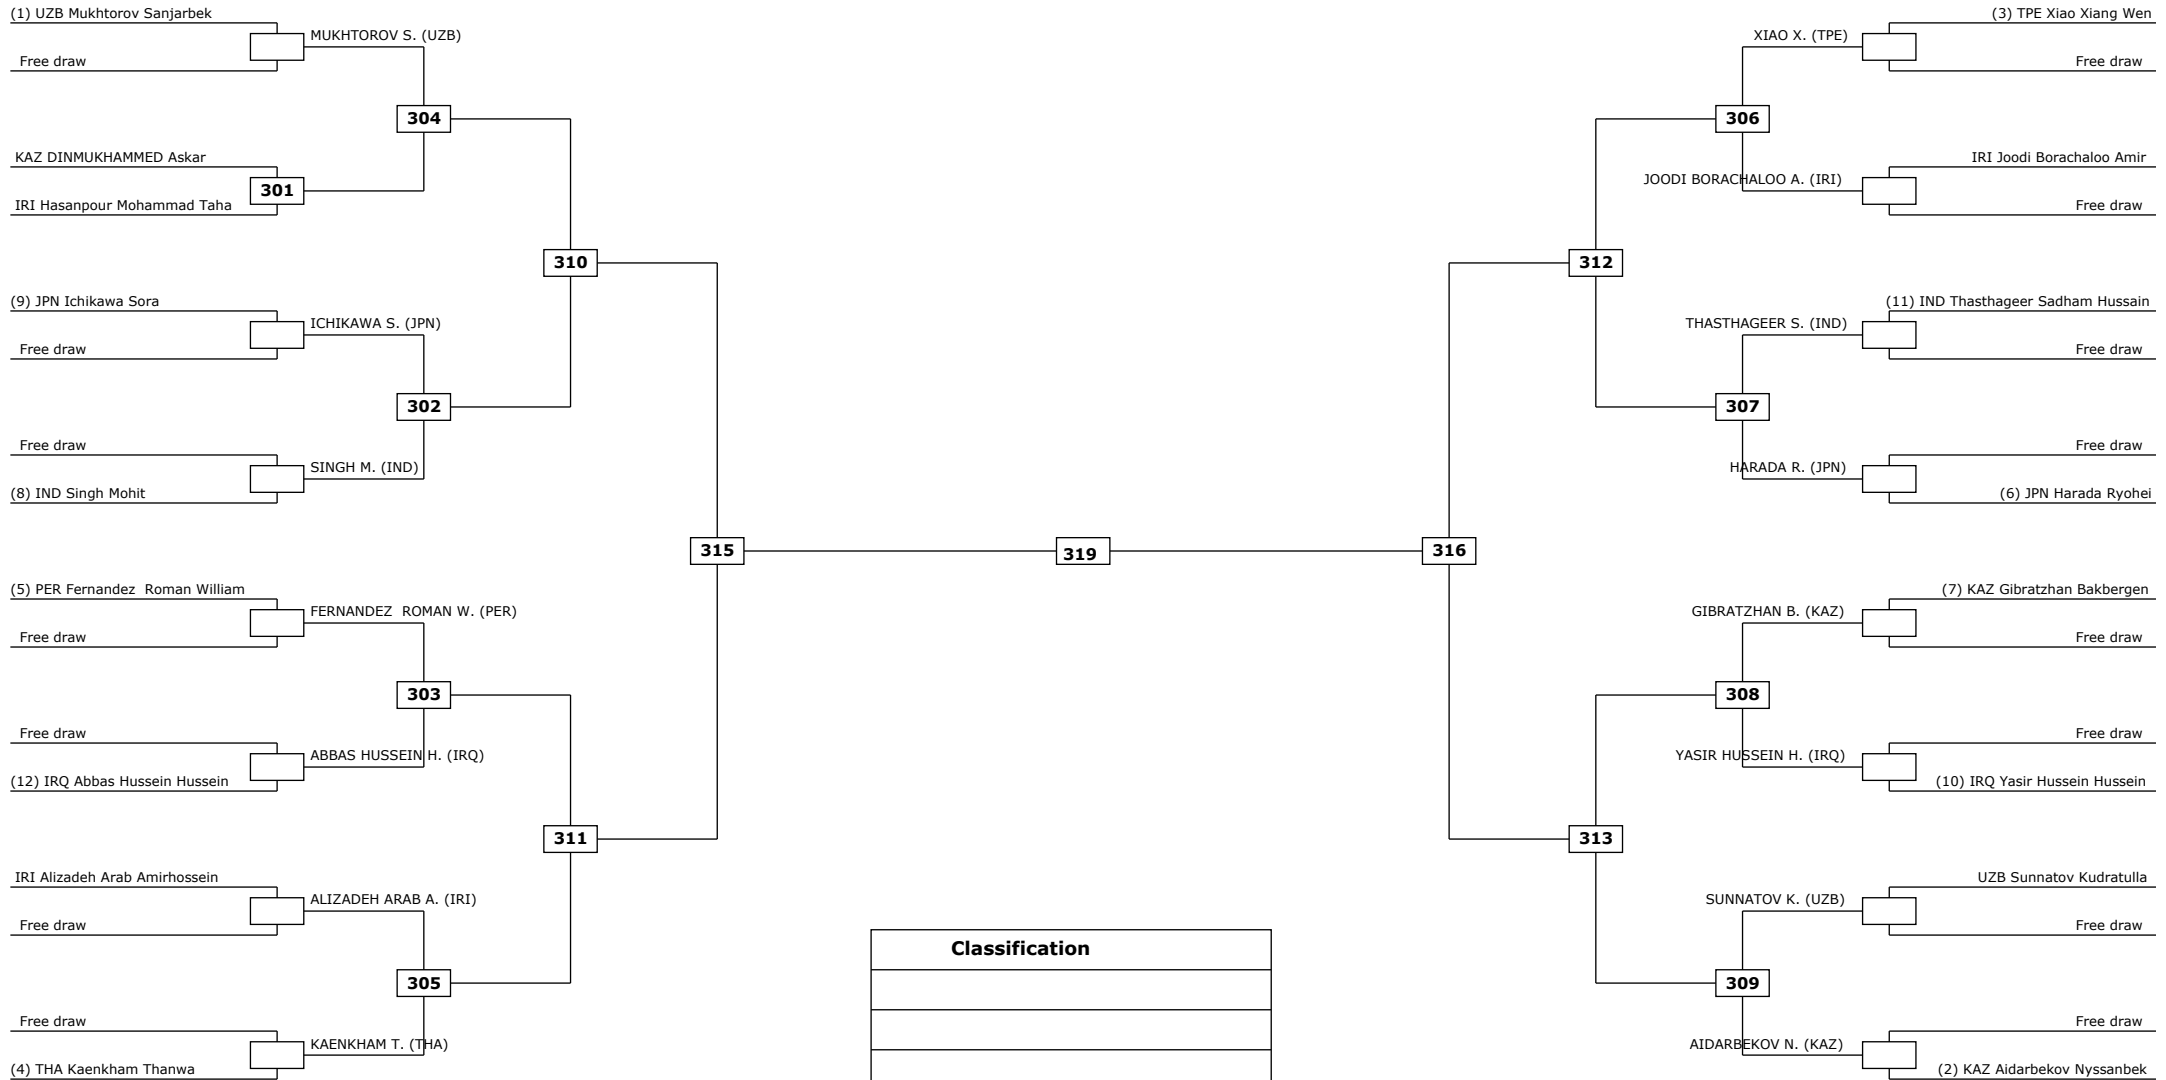 (1) UZB Mukhtorov Sanjarbek
MUKHTOROV S. (UZB)
Free draw
304
KAZ DINMUKHAMMED Askar
301
IRI Hasanpour Mohammad Taha
310
(9) JPN Ichikawa Sora
ICHIKAWA S. (JPN)
Free draw
302
Free draw
SINGH M. (IND)
(8) IND Singh Mohit
315
(5) PER Fernandez  Roman William
FERNANDEZ  ROMAN W. (PER)
Free draw
303
Free draw
ABBAS HUSSEIN H. (IRQ)
(12) IRQ Abbas Hussein Hussein
311
IRI Alizadeh Arab Amirhossein
ALIZADEH ARAB A. (IRI)
Free draw
305
Free draw
KAENKHAM T. (THA)
(4) THA Kaenkham Thanwa
319
Classification
(3) TPE Xiao Xiang Wen
XIAO X. (TPE)
Free draw
306
IRI Joodi Borachaloo Amir
JOODI BORACHALOO A. (IRI)
Free draw
312
(11) IND Thasthageer Sadham Hussain
THASTHAGEER S. (IND)
Free draw
307
Free draw
HARADA R. (JPN)
(6) JPN Harada Ryohei
316
(7) KAZ Gibratzhan Bakbergen
GIBRATZHAN B. (KAZ)
Free draw
308
Free draw
YASIR HUSSEIN H. (IRQ)
(10) IRQ Yasir Hussein Hussein
313
UZB Sunnatov Kudratulla
SUNNATOV K. (UZB)
Free draw
309
Free draw
AIDARBEKOV N. (KAZ)
(2) KAZ Aidarbekov Nyssanbek